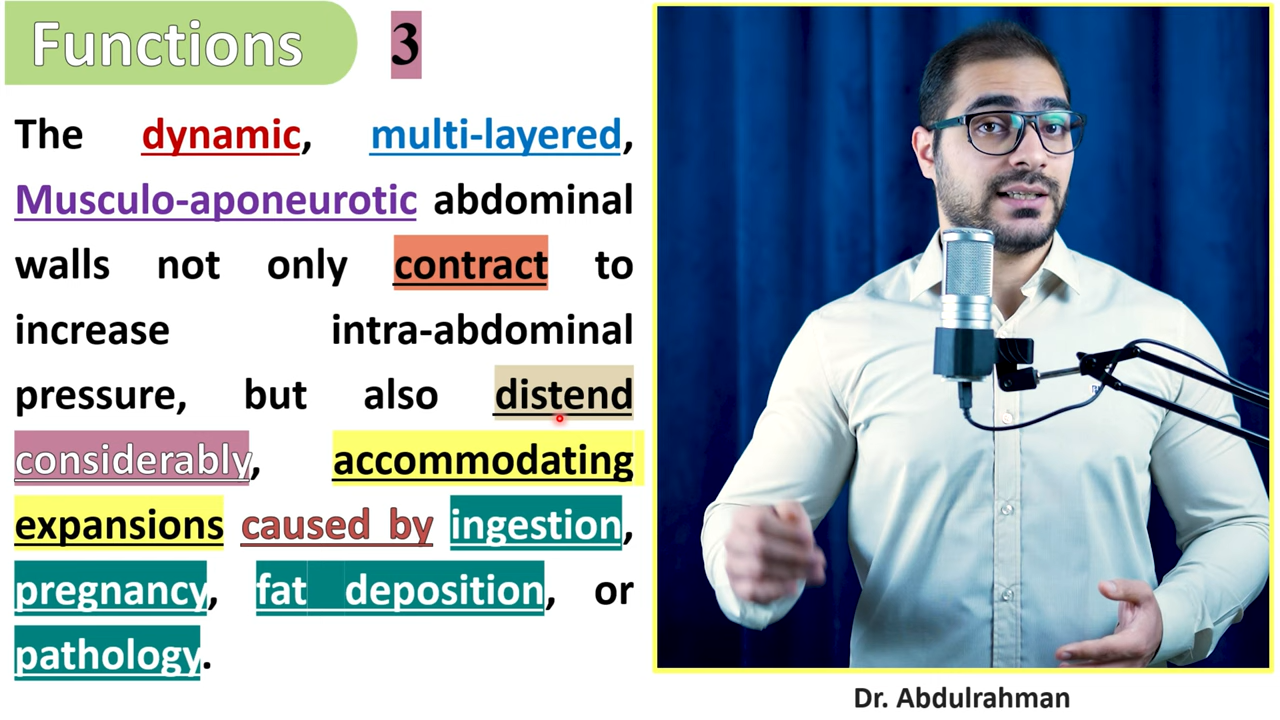 Functions 3
The dynamic, multi-layered,
Musculo-aponeurotic abdominal
walls not only contract to
increase intra-abdominal
pressure, but also distend
considerably, accommodating
expansions caused by ingestion,
pregnancy, fat deposition, or
pathology.
Dr. Abdulrahman